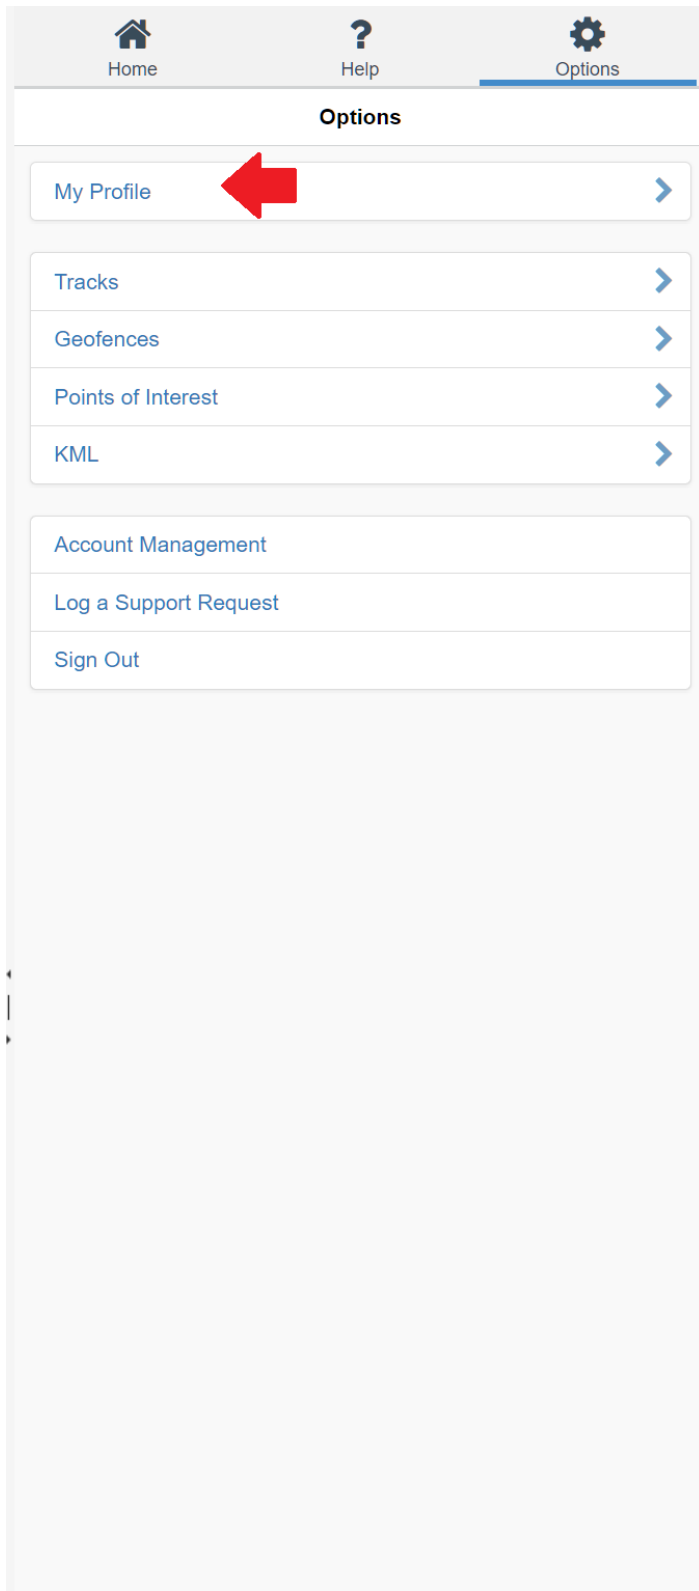 Home Help Options
Options
My Profile
Tracks
Geofences
Points of Interest
KML
Account Management
Log a Support Request
Sign Out